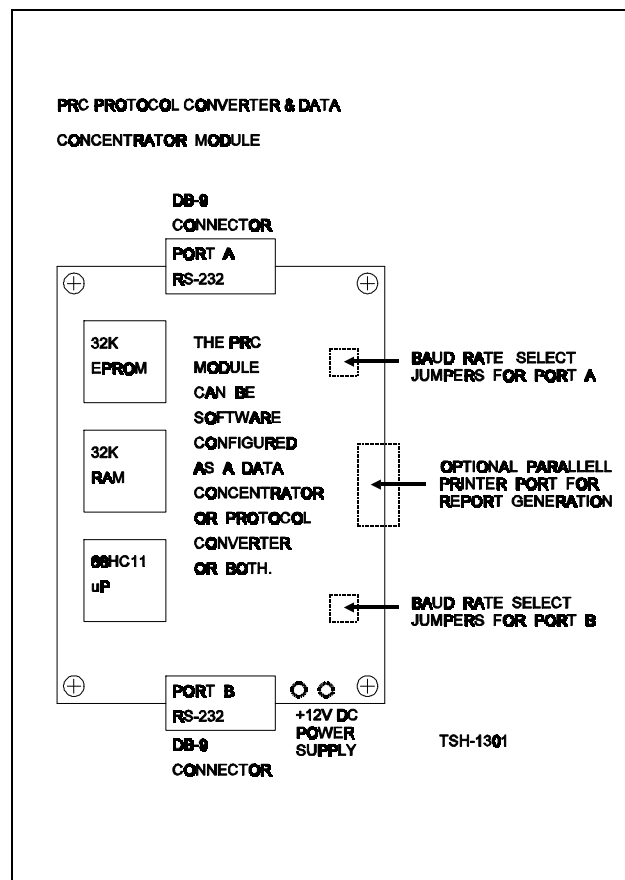 PRC PROTOCOL CONVERTER & DATA
CONCENTRATOR MODULE
DB-9
CONNECTOR
PORT A
RS-232
32K
EPROM
32K
RAM
68HC11
uP
THE PRC
MODULE
CAN BE
SOFTWARE
CONFIGURED
AS A DATA
CONCENTRATOR
OR PROTOCOL
CONVERTER
OR BOTH.
BAUD RATE SELECT
JUMPERS FOR PORT A
OPTIONAL PARALLELL
PRINTER PORT FOR
REPORT GENERATION
BAUD RATE SELECT
JUMPERS FOR PORT B
PORT B
RS-232
DB-9
CONNECTOR
+12V DC
POWER
SUPPLY
TSH-1301